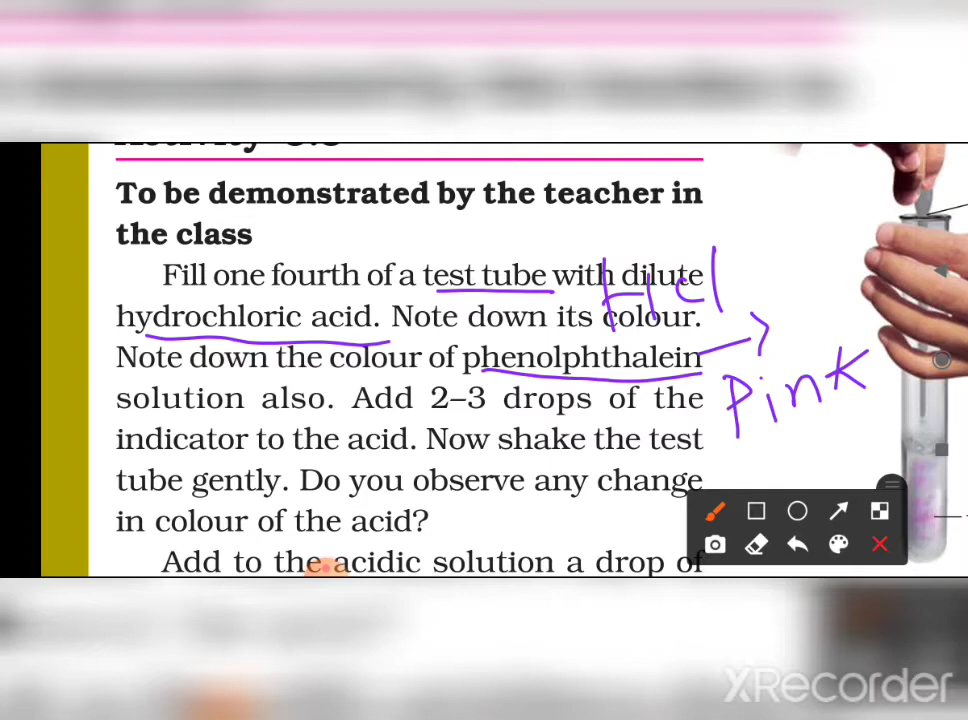 To be demonstrated by the teacher in
the class
Fill one fourth of a test tube with dilute
HCl
hydrochloric acid. Note down its colour.
Note down the colour of phenolphthalein
Pink
solution also. Add 2–3 drops of the
indicator to the acid. Now shake the test
tube gently. Do you observe any change
in colour of the acid?
Add to the acidic solution a drop of
XRecorder